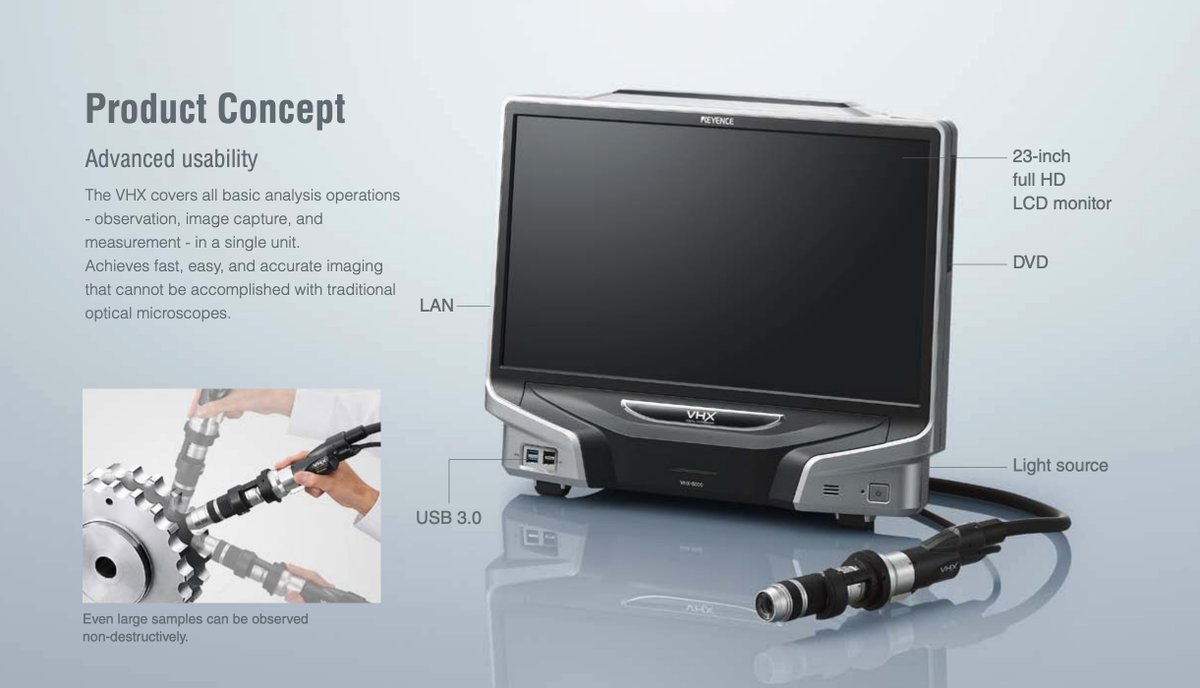 Product Concept
Advanced usability
The VHX covers all basic analysis operations
- observation, image capture, and
measurement - in a single unit.
Achieves fast, easy, and accurate imaging
that cannot be accomplished with traditional
optical microscopes.
KEYENCE
23-inch
full HD
LCD monitor
DVD
LAN
VHX
VHX-5000
Light source
USB 3.0
VHX
VHX
Even large samples can be observed
non-destructively.